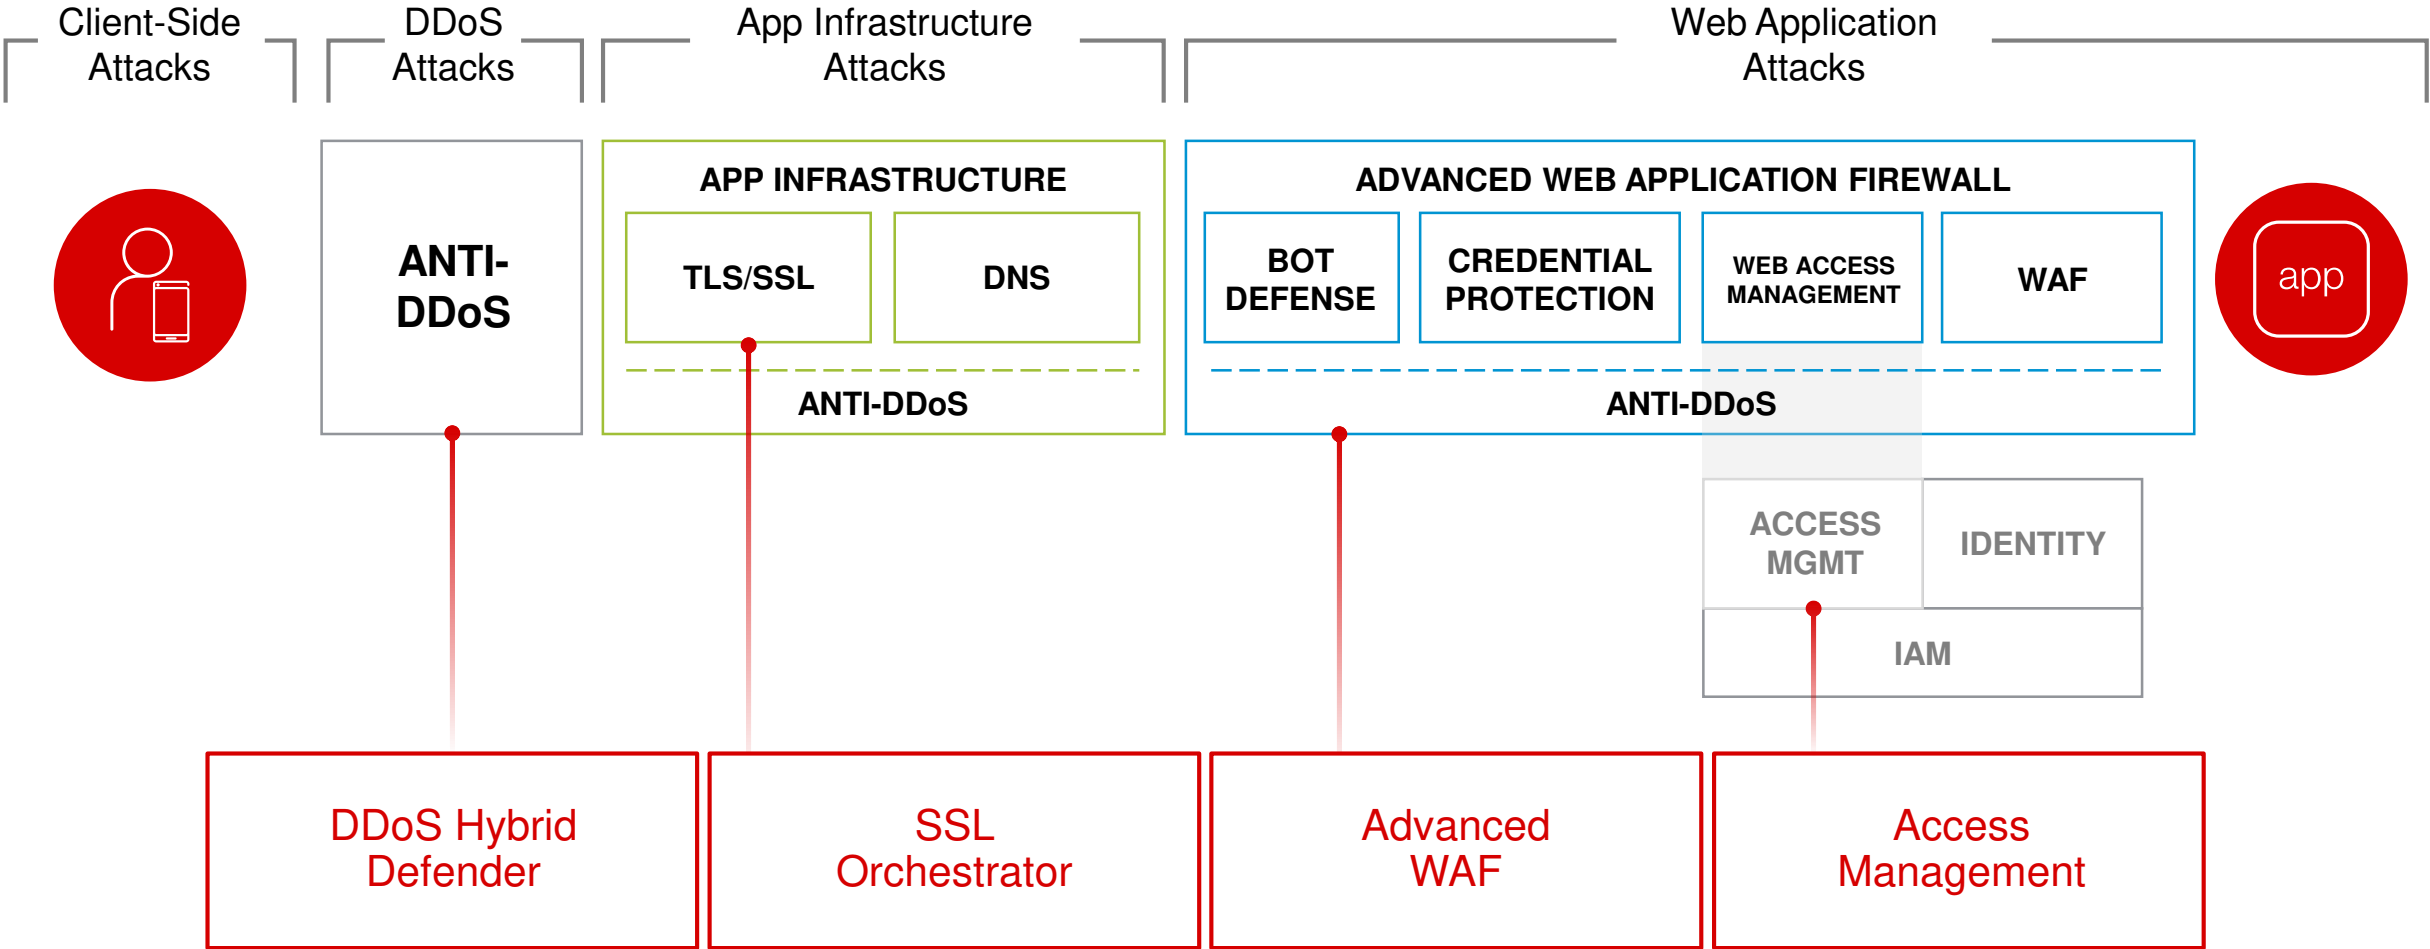 Client-Side
Attacks
DDoS
Attacks
App Infrastructure
Attacks
Web Application
Attacks
ANTI-
DDoS
APP INFRASTRUCTURE
TLS/SSL
DNS
ANTI-DDoS
ADVANCED WEB APPLICATION FIREWALL
BOT
DEFENSE
CREDENTIAL
PROTECTION
WEB ACCESS
MANAGEMENT
WAF
ANTI-DDoS
app
ACCESS
MGMT
IDENTITY
IAM
DDoS Hybrid
Defender
SSL
Orchestrator
Advanced
WAF
Access
Management